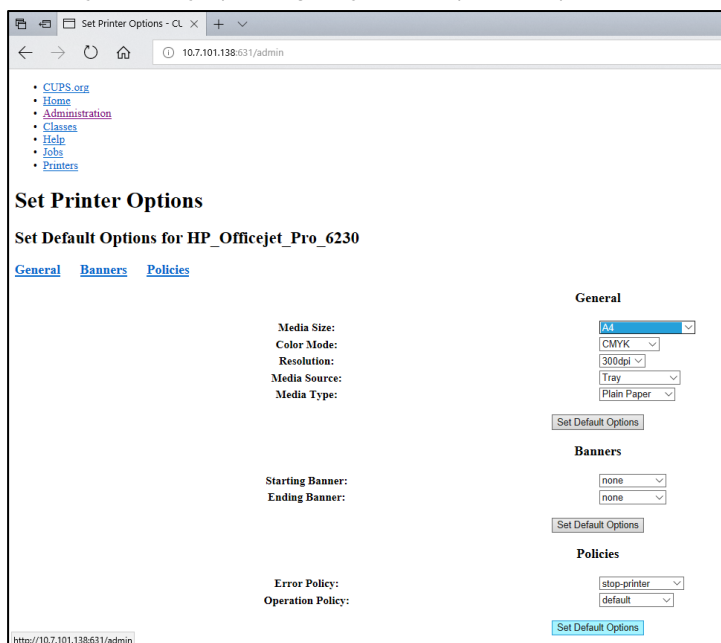 Set Printer Options - CU
10.7.101.138:631/admin
CUPS.org
Home
Administration
Classes
Help
Jobs
Printers
Set Printer Options
Set Default Options for HP_Officejet_Pro_6230
General Banners Policies
General
Media Size: A4
Color Mode: CMYK
Resolution: 300dpi
Media Source: Tray
Media Type: Plain Paper
Set Default Options
Banners
Starting Banner: none
Ending Banner: none
Set Default Options
Policies
Error Policy: stop-printer
Operation Policy: default
Set Default Options
http://10.7.101.138:631/admin